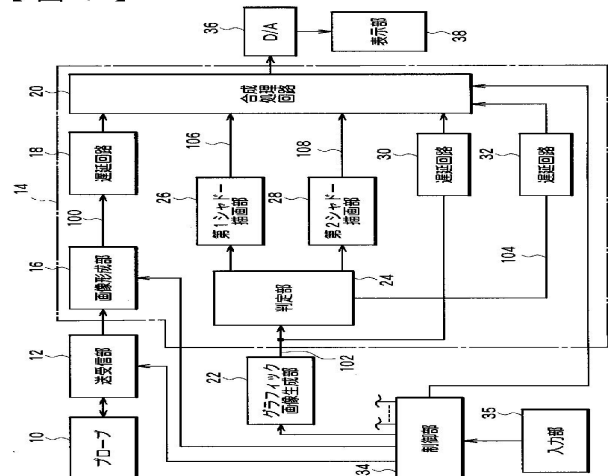 10
プローブ
12
送受信部
14
16
画像形成部
100
18
遅延回路
20
合成処理回路
36
D/A
表示部
38
22
グラフィック
画像生成部
102
判定部
24
26
第1シャドー
描画部
106
28
第2シャドー
描画部
108
30
遅延回路
32
遅延回路
104
34
制御部
35
入力部